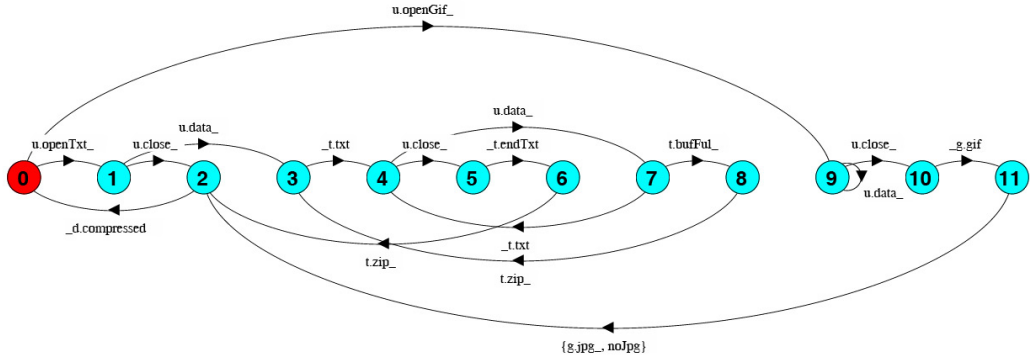 u.openGif_
u.data_
u.data_
u.openTxt_
u.close_
_t.txt
u.close_
_t.endTxt
t.bufFul_
u.close_
_g.gif
0
1
2
3
4
5
6
7
8
9
10
11
u.data_
_d.compressed
_t.txt
t.zip_
t.zip_
{g.jpg_, noJpg}